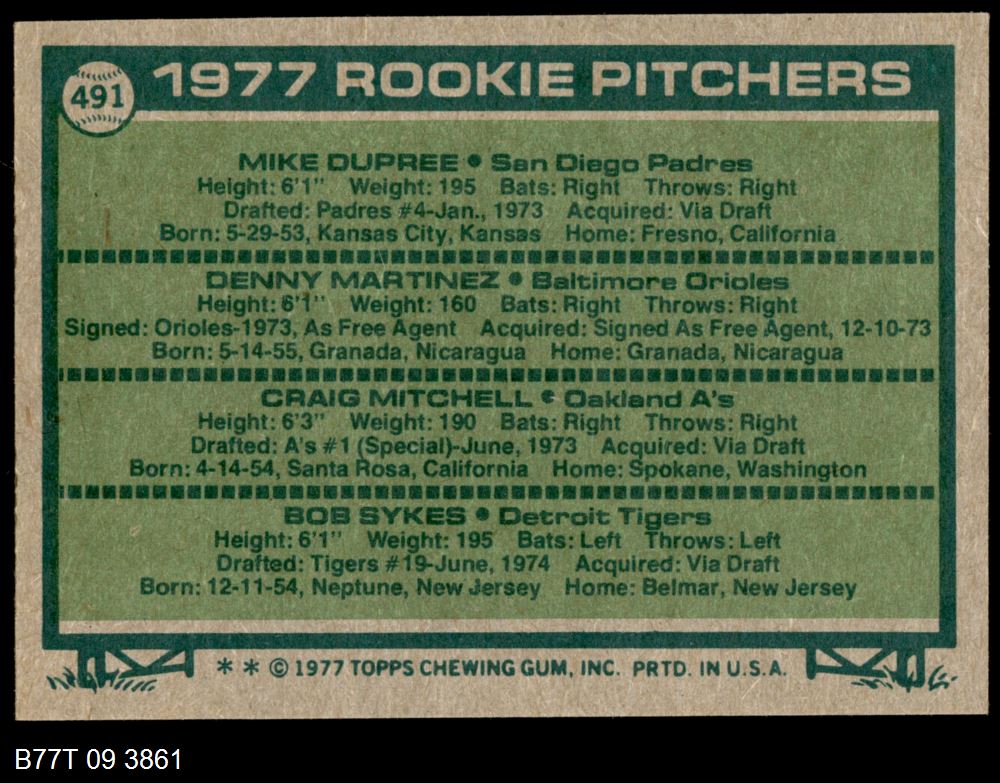 491
1977 ROOKIE PITCHERS
MIKE DUPREE • San Diego Padres
Height: 6'1" Weight: 195 Bats: Right Throws: Right
Drafted: Padres #4-Jan., 1973 Acquired: Via Draft
Born: 5-29-53, Kansas City, Kansas Home: Fresno, California
DENNY MARTINEZ • Baltimore Orioles
Height: 6'1" Weight: 160 Bats: Right Throws: Right
Signed: Orioles-1973, As Free Agent Acquired: Signed As Free Agent, 12-10-73
Born: 5-14-55, Granada, Nicaragua Home: Granada, Nicaragua
CRAIG MITCHELL • Oakland A's
Height: 6'3" Weight: 190 Bats: Right Throws: Right
Drafted: A's #1 (Special)-June, 1973 Acquired: Via Draft
Born: 4-14-54, Santa Rosa, California Home: Spokane, Washington
BOB SYKES • Detroit Tigers
Height: 6'1" Weight: 195 Bats: Left Throws: Left
Drafted: Tigers #19-June, 1974 Acquired: Via Draft
Born: 12-11-54, Neptune, New Jersey Home: Belmar, New Jersey
* * © 1977 TOPPS CHEWING GUM, INC. PRTD. IN U.S.A.
B77T 09 3861